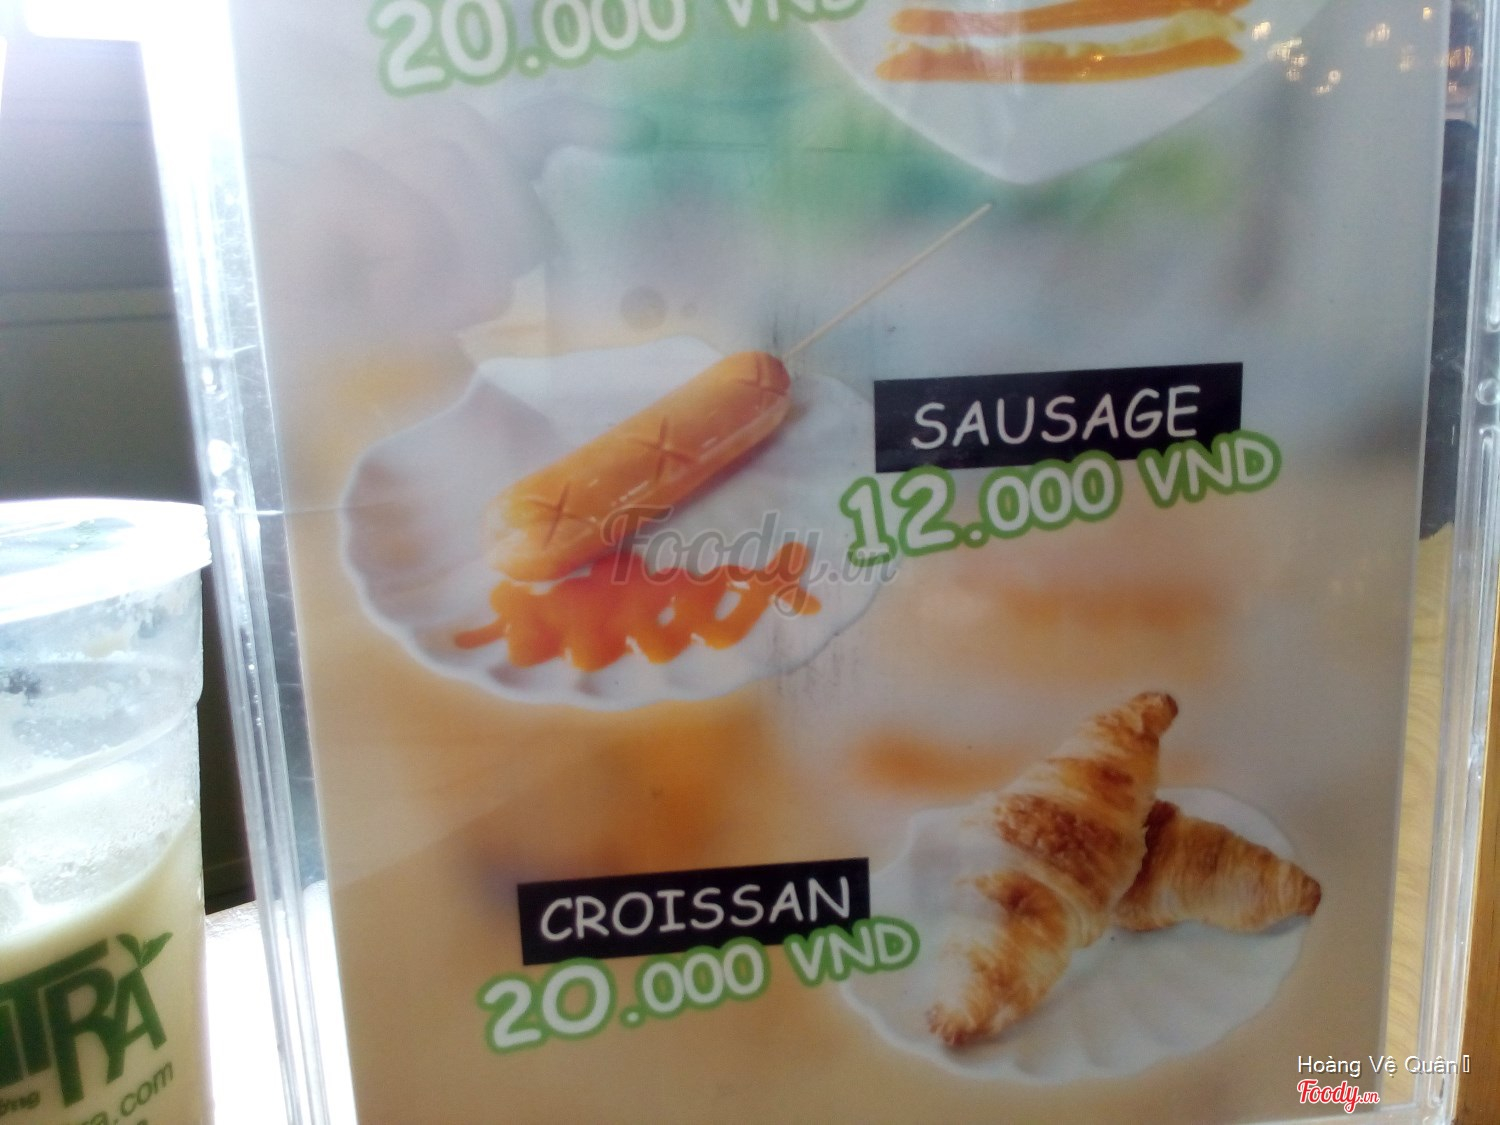 20.000 VND
SAUSAGE
12.000 VND
Foody.vn
CROISSAN
20.000 VND
TRÀ
.com
Hoàng Vệ Quân
Foody.vn